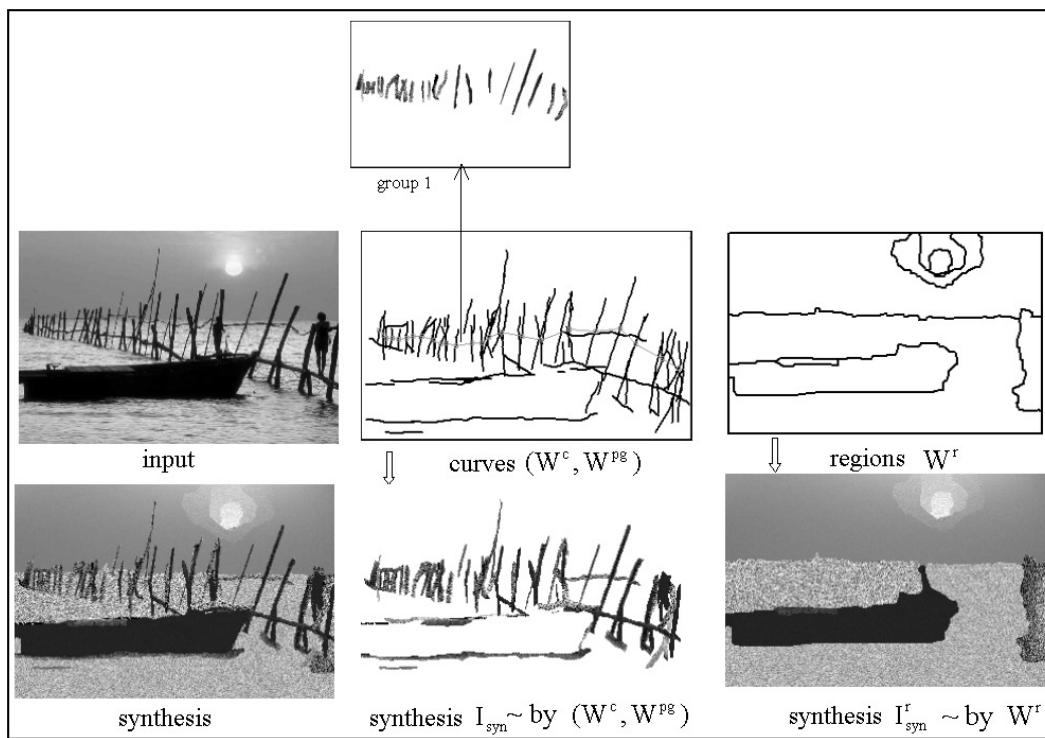 group 1
input
curves (W^c, W^pg)
regions W^r
synthesis
synthesis I_syn ~ by (W^c, W^pg)
synthesis I^r_syn ~ by W^r